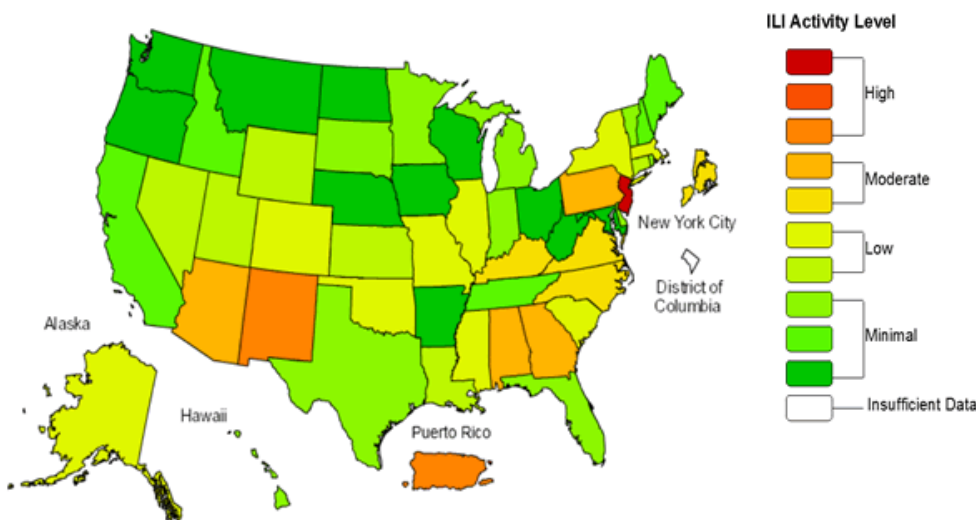 ILI Activity Level
High
Moderate
New York City
Low
District of
Columbia
Alaska
Minimal
Hawaii
Insufficient Data
Puerto Rico